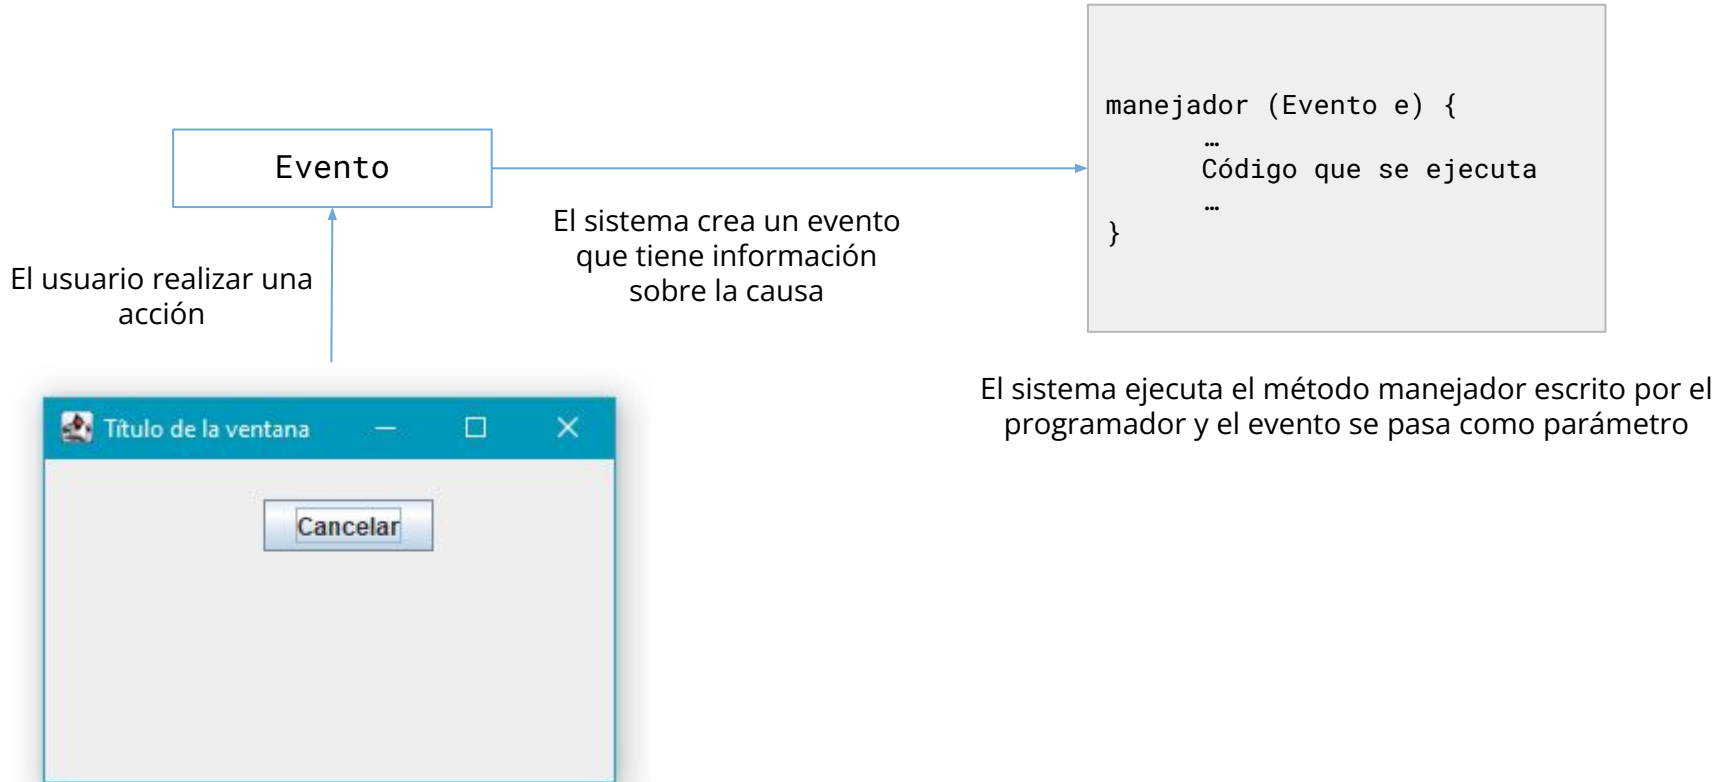 Evento
El usuario realizar una
acción
El sistema crea un evento
que tiene información
sobre la causa
manejador (Evento e) {
…
Código que se ejecuta
…
}
El sistema ejecuta el método manejador escrito por el
programador y el evento se pasa como parámetro
Título de la ventana
Cancelar